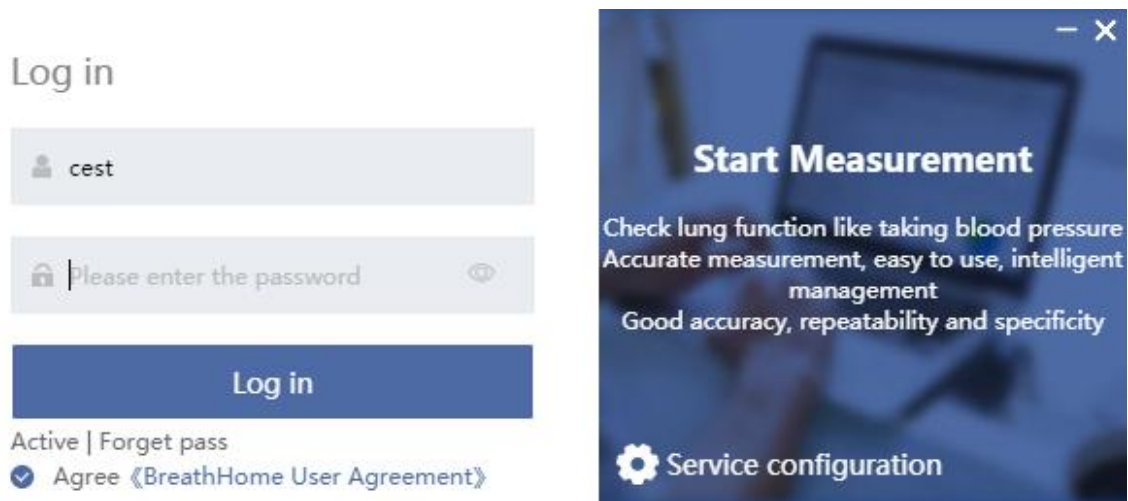 Log in
cest
Please enter the password
Log in
Active | Forget pass
Agree 《BreathHome User Agreement》
Start Measurement
Check lung function like taking blood pressure
Accurate measurement, easy to use, intelligent
management
Good accuracy, repeatability and specificity
Service configuration